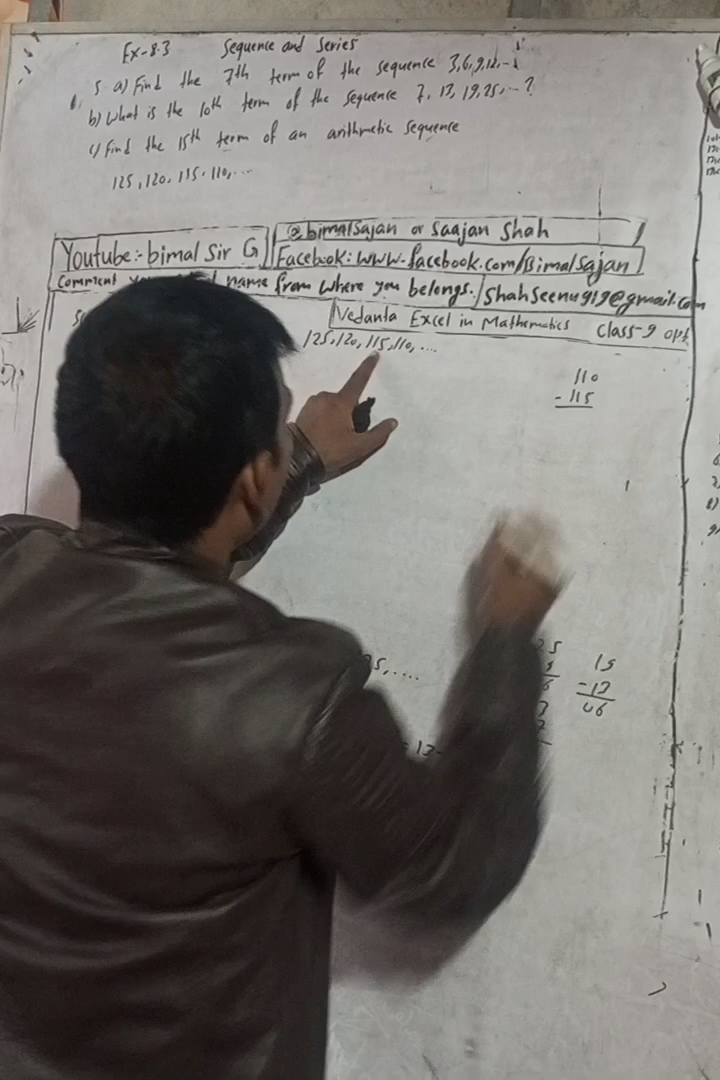 Ex-8.3 Sequence and Series
5 a) Find the 7th term of the sequence 3,6,9,12,--
b) What is the 10th term of the sequence 7, 13, 19, 25, --?
c) Find the 15th term of an arithmetic sequence
125, 120, 115, 110, ...
@bimalsajan or Saajan Shah
Youtube:- bimal Sir G
Facebook: www.facebook.com/Bimalsajan
Comment name from where you belongs. / Shahseenu919@gmail.com
Vedanta Excel in Mathematics Class-9 opt
125, 120, 115, 110, ...
110
- 115
15
-13
06